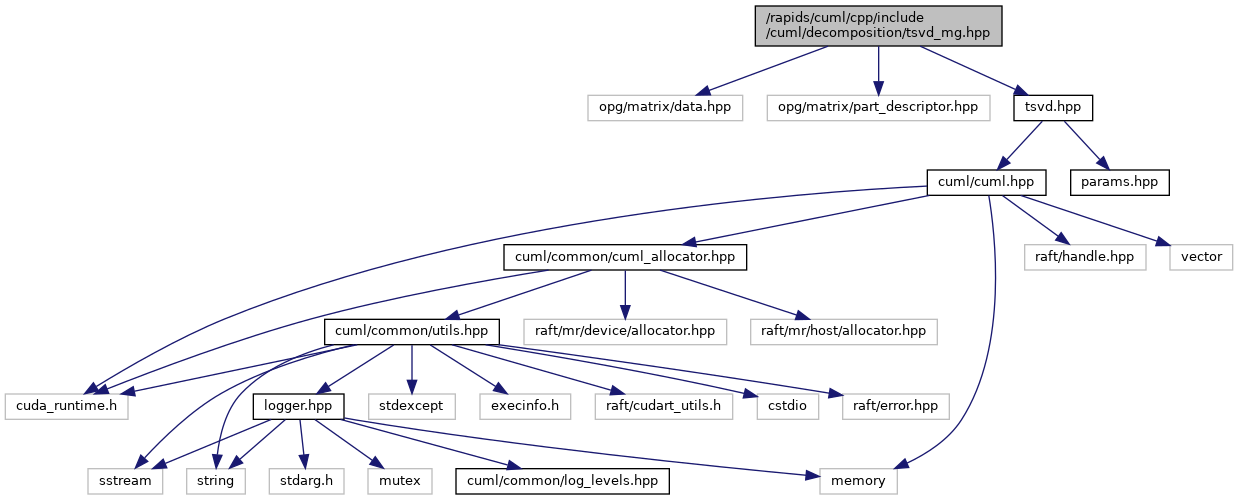 /rapids/cuml/cpp/include
/cuml/decomposition/tsvd_mg.hpp
opg/matrix/data.hpp
opg/matrix/part_descriptor.hpp
tsvd.hpp
cuml/cuml.hpp
params.hpp
cuml/common/cuml_allocator.hpp
raft/handle.hpp
vector
cuml/common/utils.hpp
raft/mr/device/allocator.hpp
raft/mr/host/allocator.hpp
cuda_runtime.h
logger.hpp
stdexcept
execinfo.h
raft/cudart_utils.h
cstdio
raft/error.hpp
sstream
string
stdarg.h
mutex
cuml/common/log_levels.hpp
memory